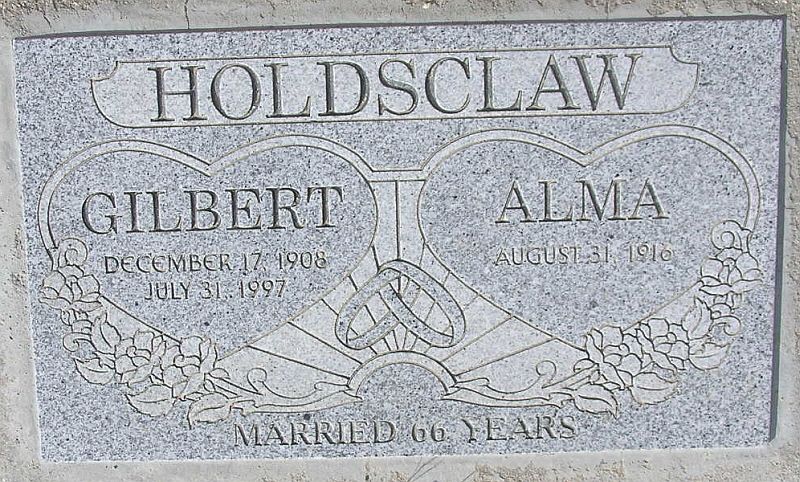 HOLDSCLAW
GILBERT
DECEMBER 17, 1908
JULY 31, 1997
ALMA
AUGUST 31, 1916
MARRIED 66 YEARS